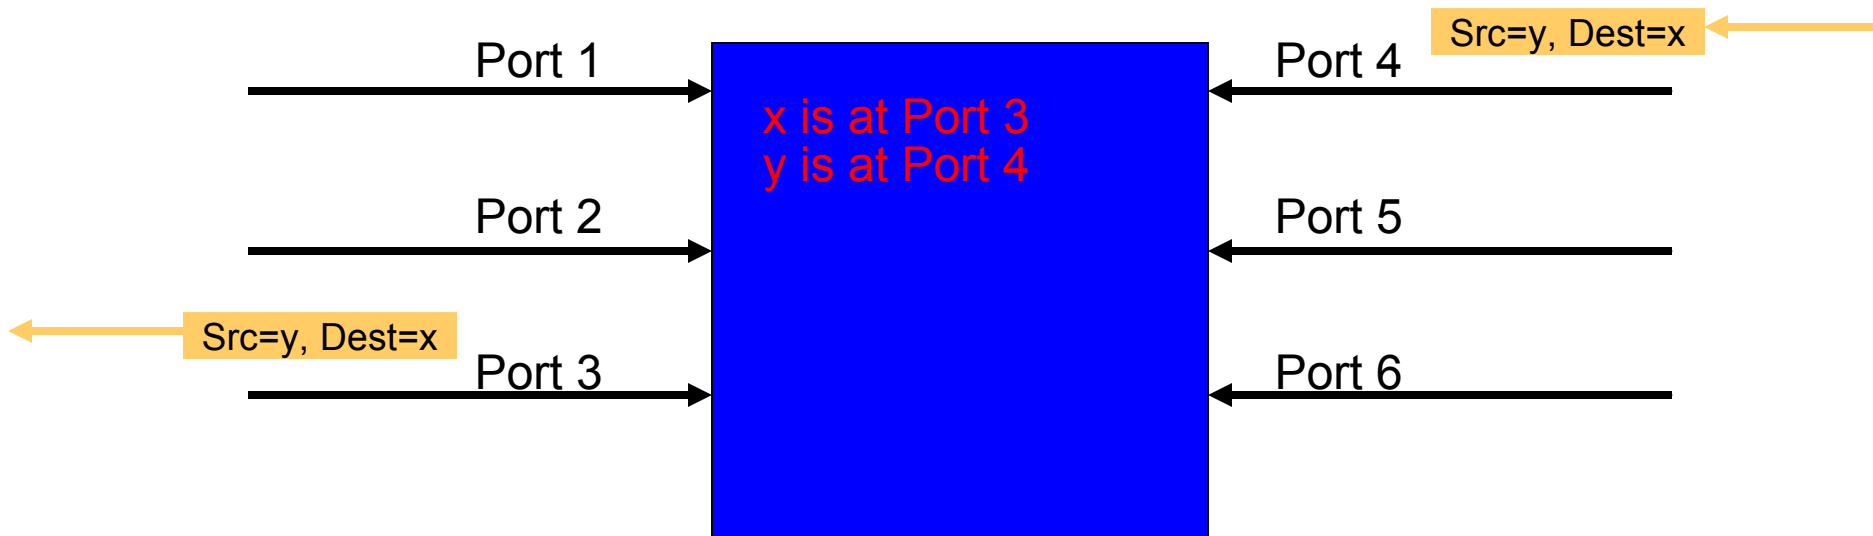 Src=y, Dest=x
Port 1
Port 4
x is at Port 3
y is at Port 4
Port 2
Port 5
Src=y, Dest=x
Port 3
Port 6